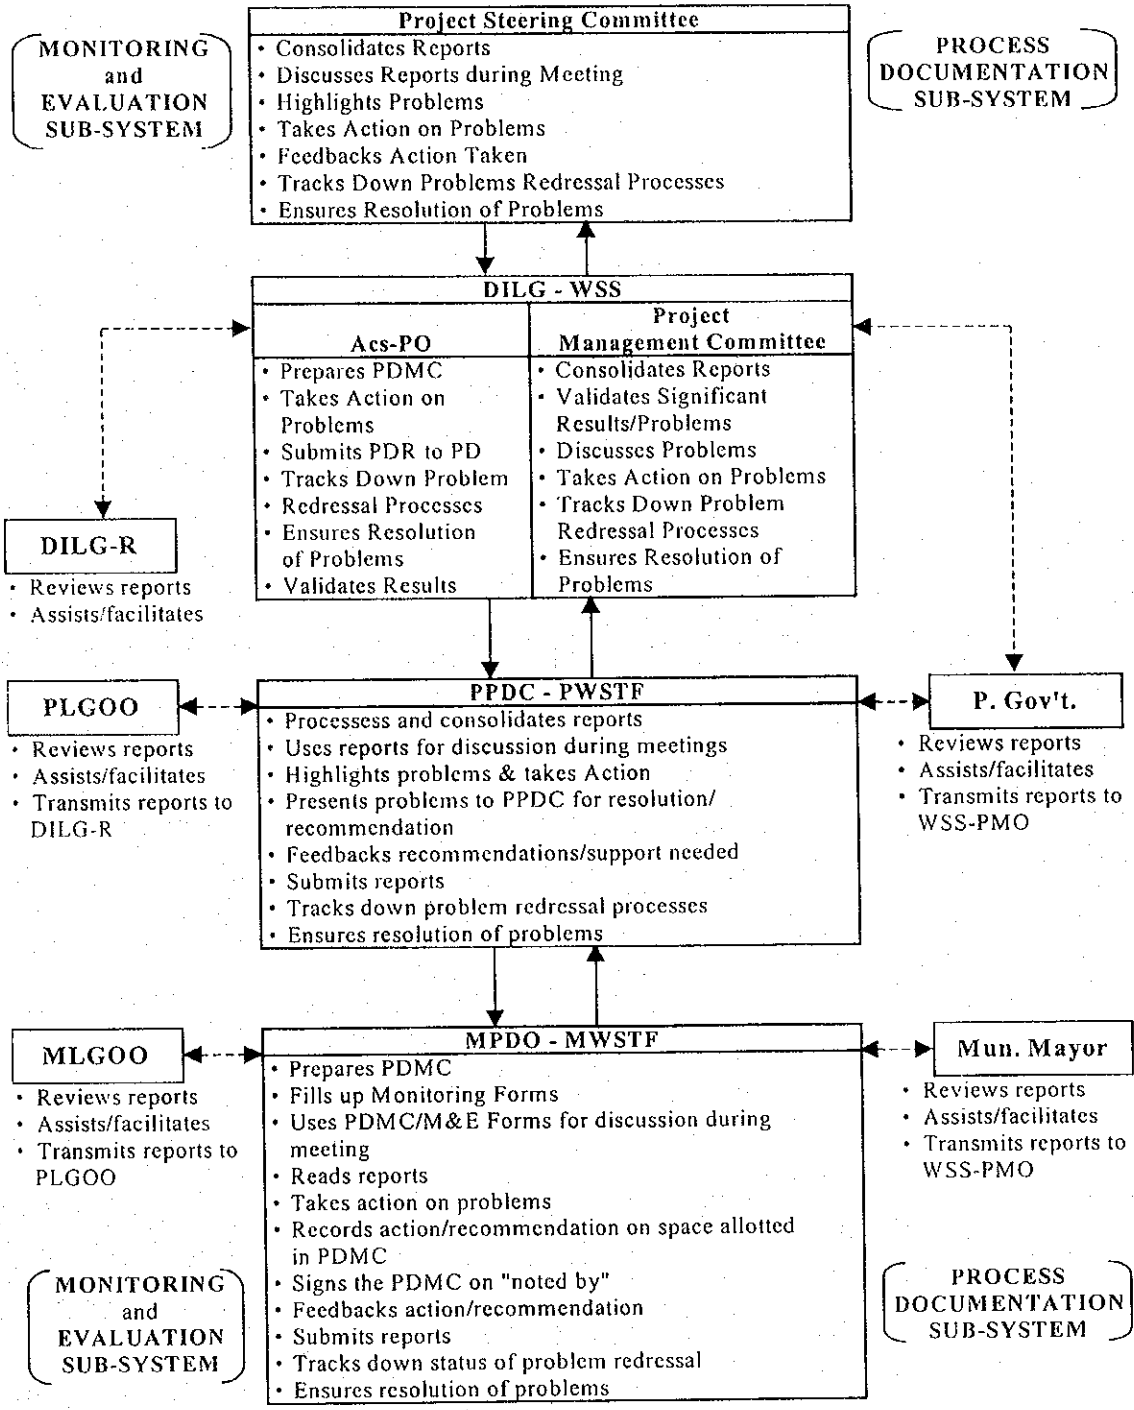 Project Steering Committee
MONITORING
and
EVALUATION
SUB-SYSTEM
• Consolidates Reports
• Discusses Reports during Meeting
• Highlights Problems
• Takes Action on Problems
• Feedbacks Action Taken
• Tracks Down Problems Redressal Processes
• Ensures Resolution of Problems
PROCESS
DOCUMENTATION
SUB-SYSTEM
DILG - WSS
Acs-PO
• Prepares PDMC
• Takes Action on
Problems
• Submits PDR to PD
• Tracks Down Problem
• Redressal Processes
• Ensures Resolution
of Problems
• Validates Results
Project
Management Committee
• Consolidates Reports
• Validates Significant
Results/Problems
• Discusses Problems
• Takes Action on Problems
• Tracks Down Problem
Redressal Processes
• Ensures Resolution of
Problems
DILG-R
• Reviews reports
• Assists/facilitates
PLGOO
• Reviews reports
• Assists/facilitates
• Transmits reports to
DILG-R
PPDC - PWSTF
• Processess and consolidates reports
• Uses reports for discussion during meetings
• Highlights problems & takes Action
• Presents problems to PPDC for resolution/
recommendation
• Feedbacks recommendations/support needed
• Submits reports
• Tracks down problem redressal processes
• Ensures resolution of problems
P. Gov't.
• Reviews reports
• Assists/facilitates
• Transmits reports to
WSS-PMO
MLGOO
• Reviews reports
• Assists/facilitates
• Transmits reports to
PLGOO
MPDO - MWSTF
• Prepares PDMC
• Fills up Monitoring Forms
• Uses PDMC/M&E Forms for discussion during
meeting
• Reads reports
• Takes action on problems
• Records action/recommendation on space allotted
in PDMC
• Signs the PDMC on "noted by"
• Feedbacks action/recommendation
• Submits reports
• Tracks down status of problem redressal
• Ensures resolution of problems
Mun. Mayor
• Reviews reports
• Assists/facilitates
• Transmits reports to
WSS-PMO
MONITORING
and
EVALUATION
SUB-SYSTEM
PROCESS
DOCUMENTATION
SUB-SYSTEM